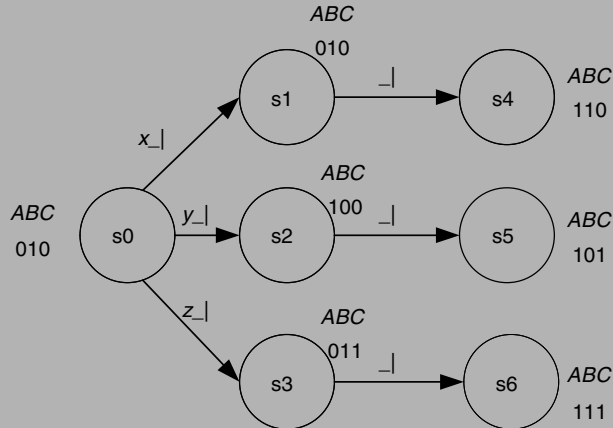 ABC
010
s1
_|
s4
ABC
110
x_|
ABC
010
s0
y_|
ABC
100
s2
_|
s5
ABC
101
z_|
ABC
011
s3
_|
s6
ABC
111